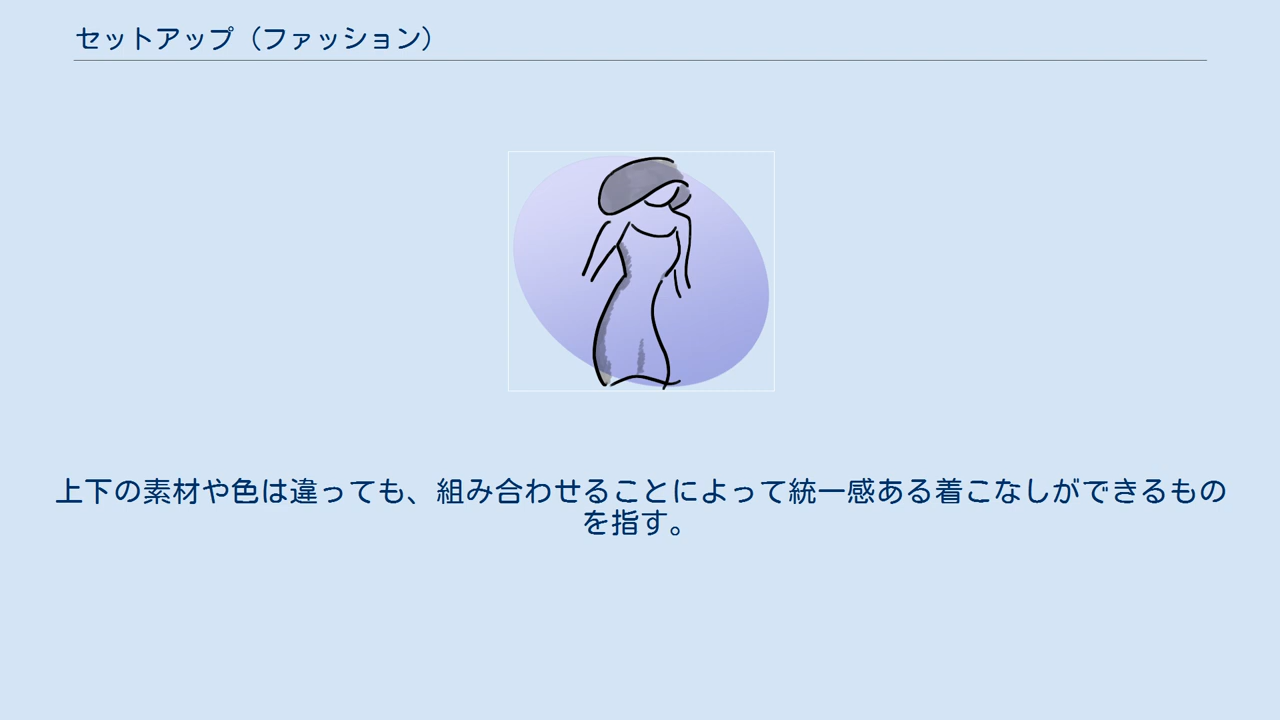 セットアップ（ファッション）
上下の素材や色は違っても、組み合わせることによって統一感ある着こなしができるもの
を指す。